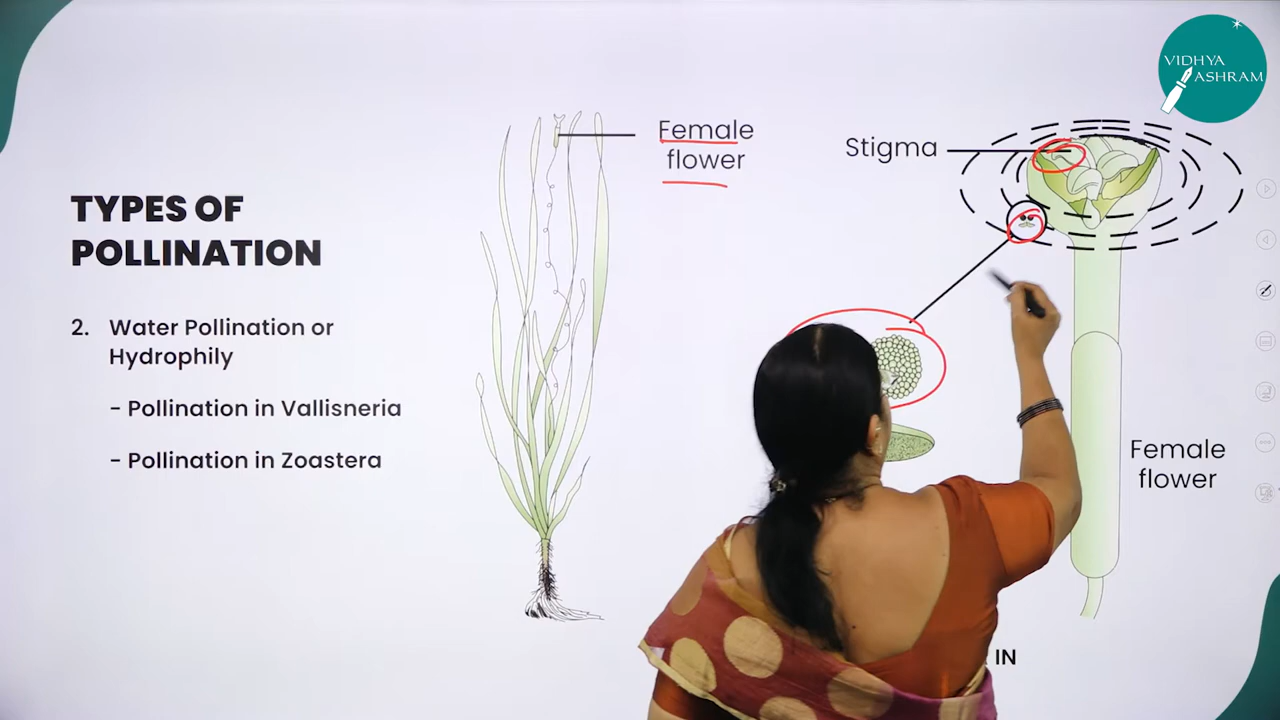 VIDHYA
ASHRAM
Female
flower
Stigma
TYPES OF
POLLINATION
2. Water Pollination or
Hydrophily
- Pollination in Vallisneria
- Pollination in Zoastera
Female
flower
IN